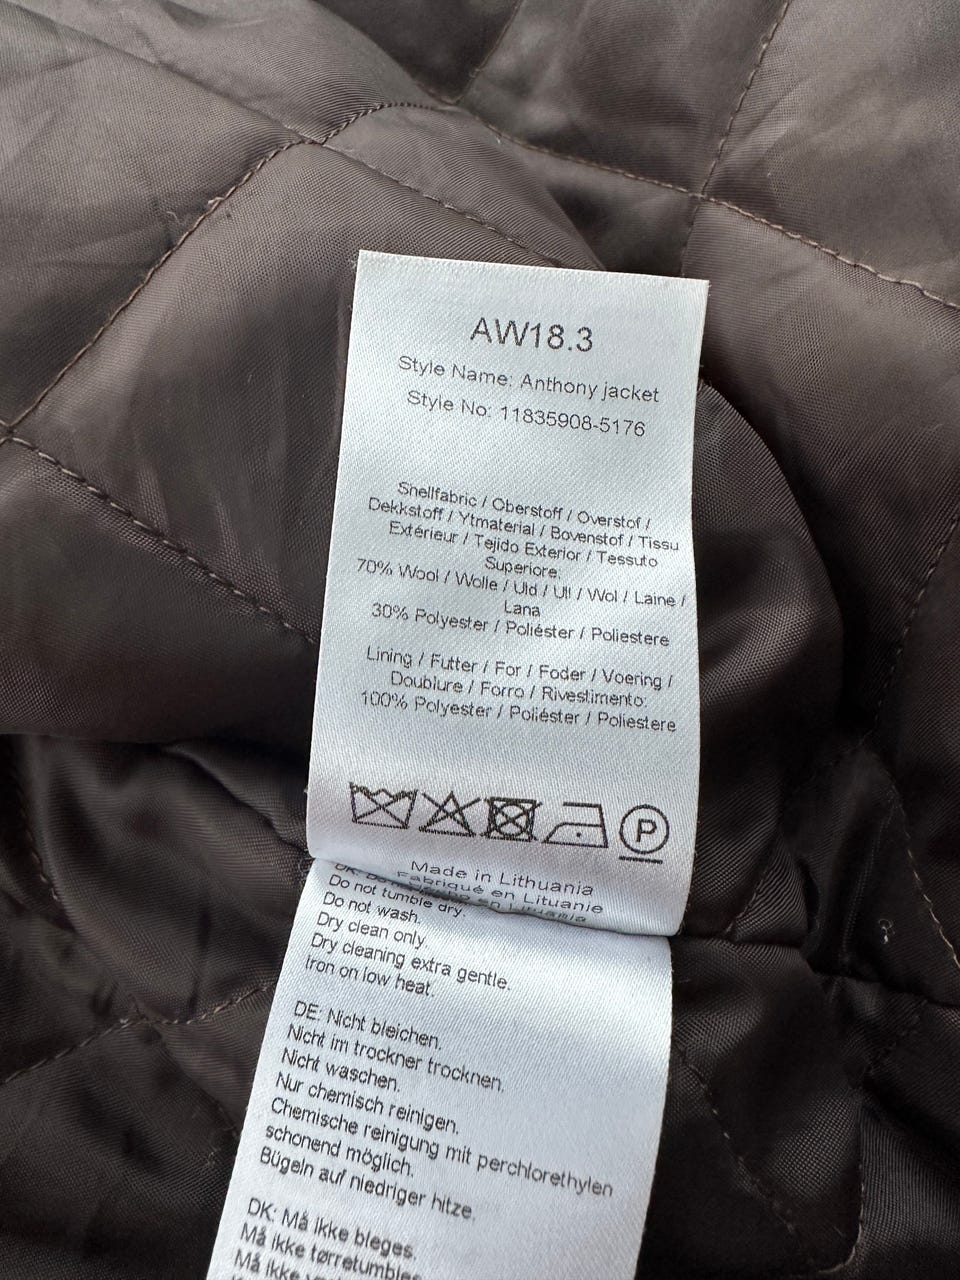 AW18.3
Style Name: Anthony jacket
Style No: 11835908-5176
Shellfabric / Oberstoff / Overstof /
Dekkstoff / Ytmaterial / Bovenstof / Tissu
Extérieur / Tejido Exterior / Tessuto
Superiore:
70% Wool / Wolle / Uld / Ull / Wol / Laine /
Lana
30% Polyester / Poliéster / Poliestere
Lining / Futter / For / Foder / Voering /
Doublure / Forro / Rivestimento:
100% Polyester / Poliéster / Poliestere
P
Made in Lithuania
Fabriqué en Lituanie
Hecho en Lituania
Do not tumble dry.
Do not wash.
Dry clean only.
Dry cleaning extra gentle.
Iron on low heat.
DE: Nicht bleichen.
Nicht im trockner trocknen.
Nicht waschen.
Nur chemisch reinigen.
Chemische reinigung mit perchlorethylen
schonend möglich.
Bügeln auf niedriger hitze.
DK: Må ikke bleges.
Må ikke tørretumbles
Må ikke